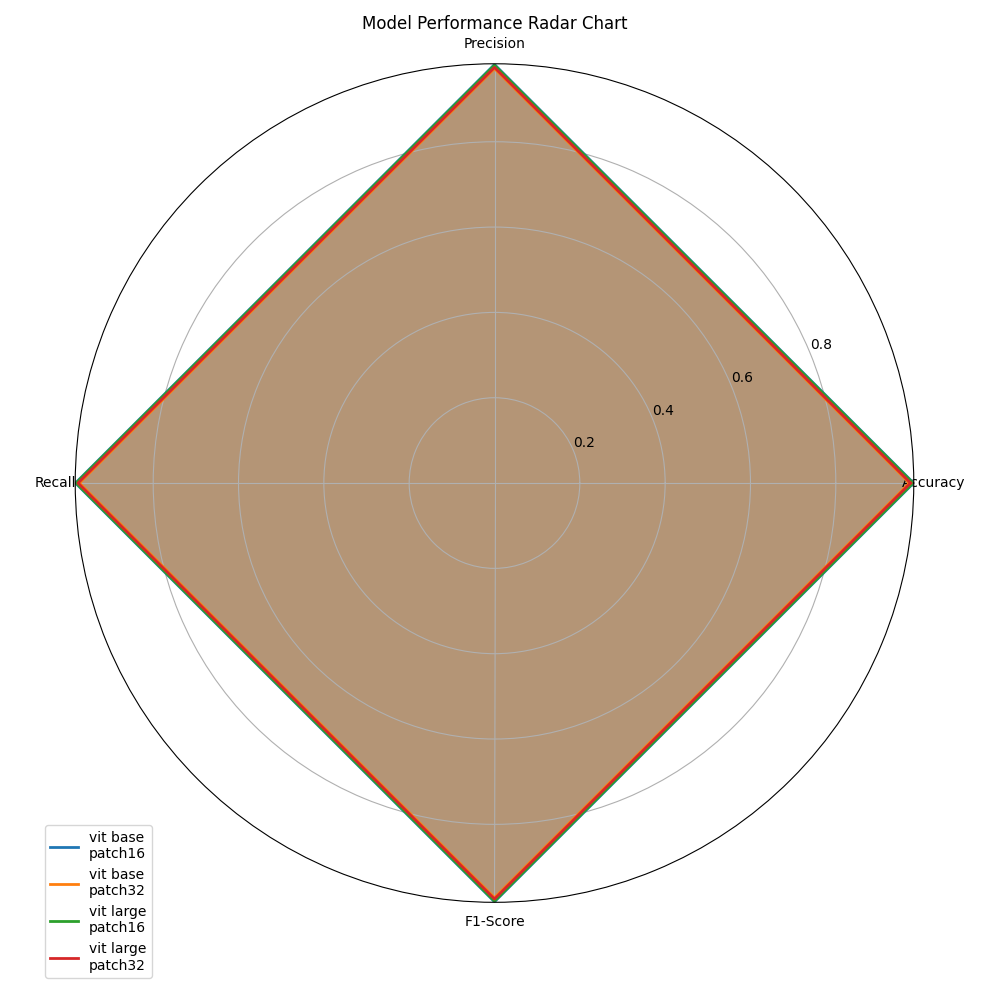 Model Performance Radar Chart
Precision
0.8
0.6
0.4
0.2
Recall
Accuracy
F1-Score
vit base
patch16
vit base
patch32
vit large
patch16
vit large
patch32